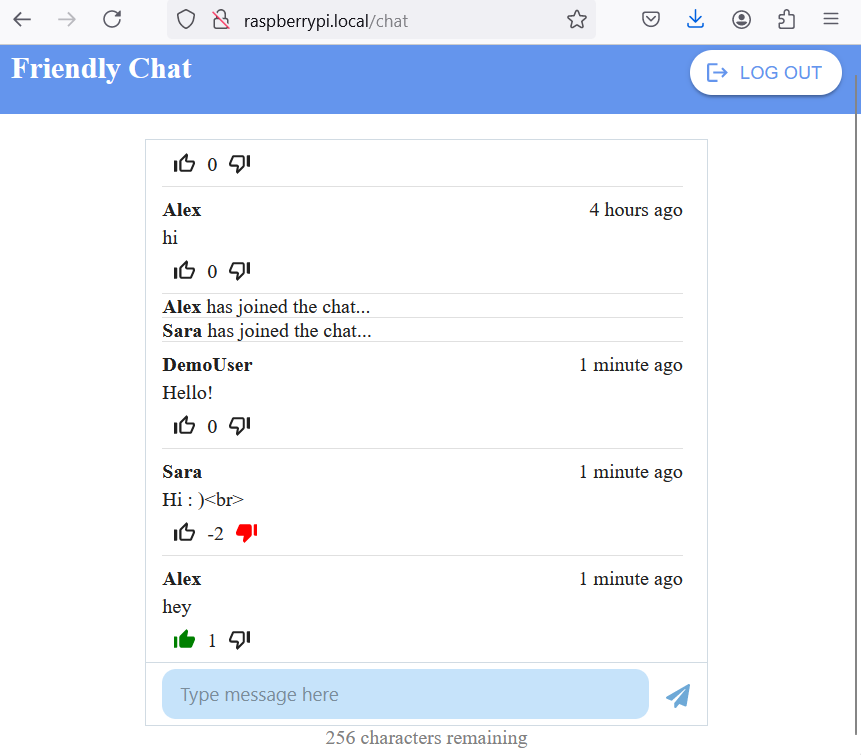 raspberrypi.local/chat
Friendly Chat
LOG OUT
0
Alex 4 hours ago
hi
0
Alex has joined the chat...
Sara has joined the chat...
DemoUser 1 minute ago
Hello!
0
Sara 1 minute ago
Hi : )<br>
-2
Alex 1 minute ago
hey
1
Type message here
256 characters remaining